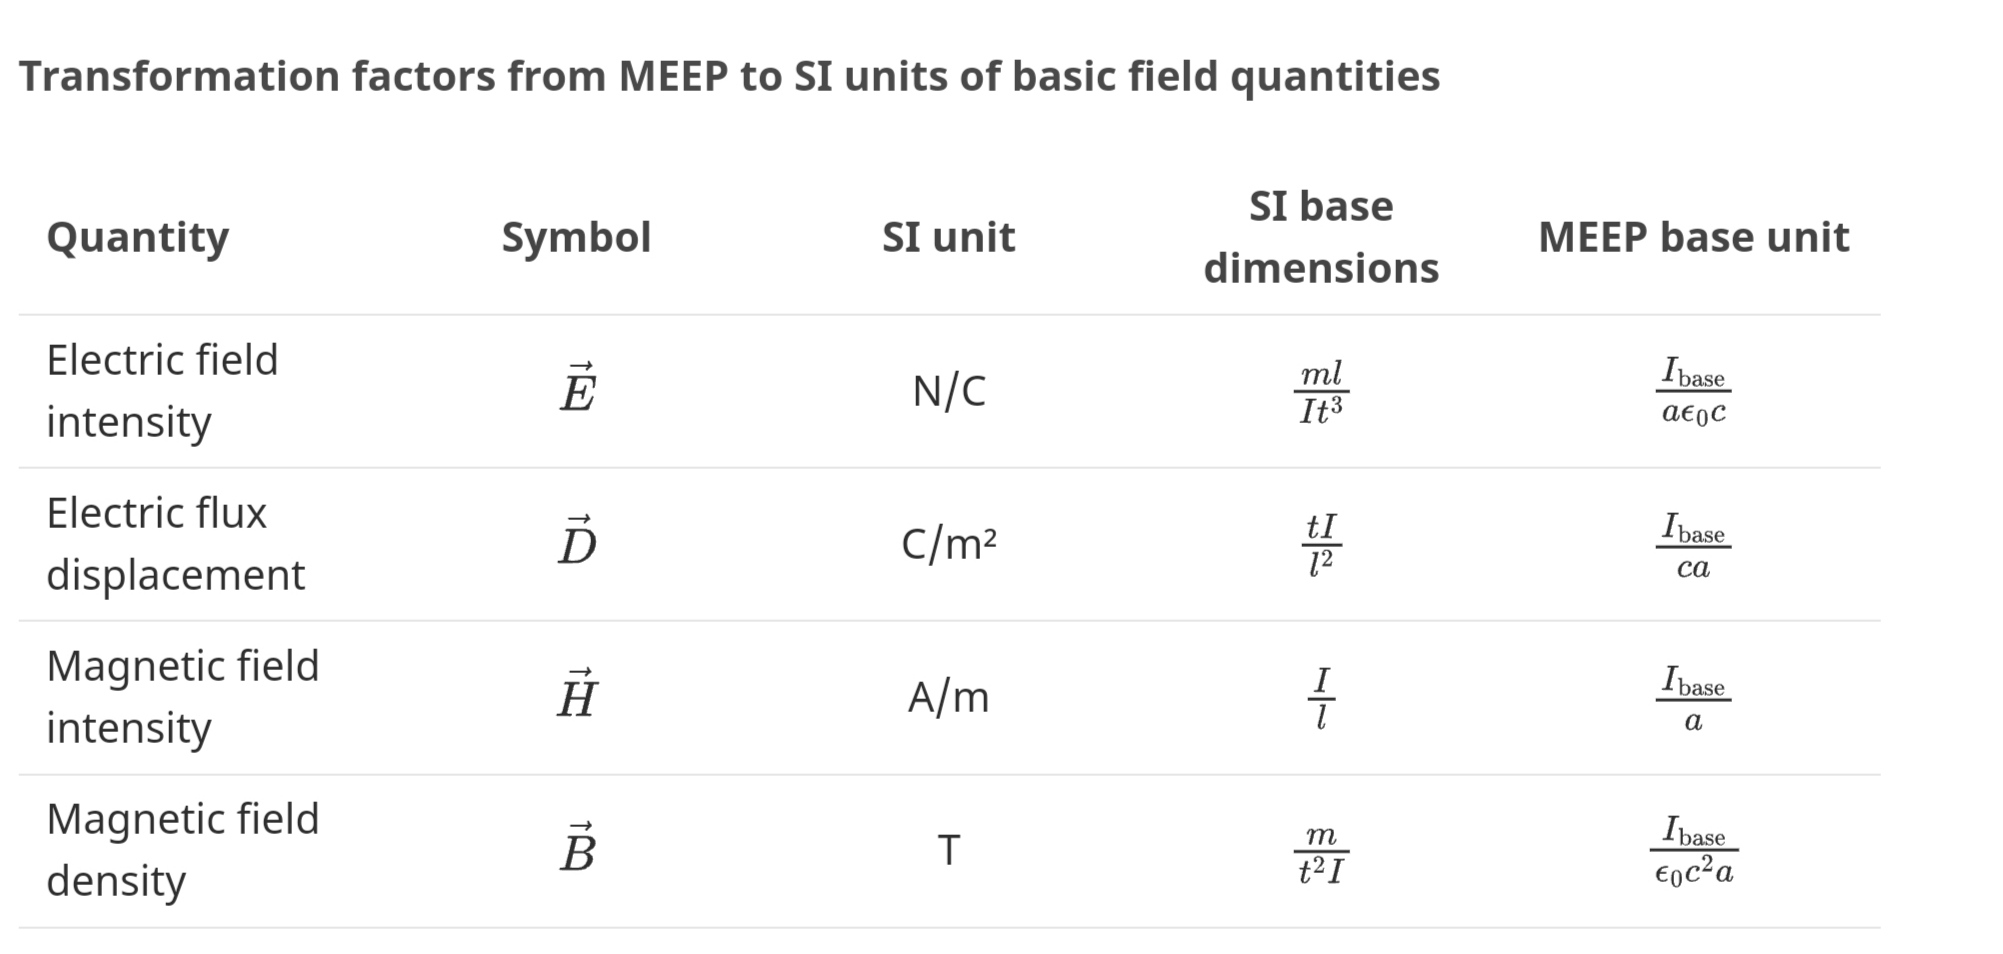 Transformation factors from MEEP to SI units of basic field quantities
Quantity Symbol SI unit SI base dimensions MEEP base unit
Electric field intensity $\vec{E}$ N/C $\frac{ml}{It^3}$ $\frac{I_{\text{base}}}{a\epsilon_0 c}$
Electric flux displacement $\vec{D}$ C/m² $\frac{tI}{l^2}$ $\frac{I_{\text{base}}}{ca}$
Magnetic field intensity $\vec{H}$ A/m $\frac{I}{l}$ $\frac{I_{\text{base}}}{a}$
Magnetic field density $\vec{B}$ T $\frac{m}{t^2 I}$ $\frac{I_{\text{base}}}{\epsilon_0 c^2 a}$